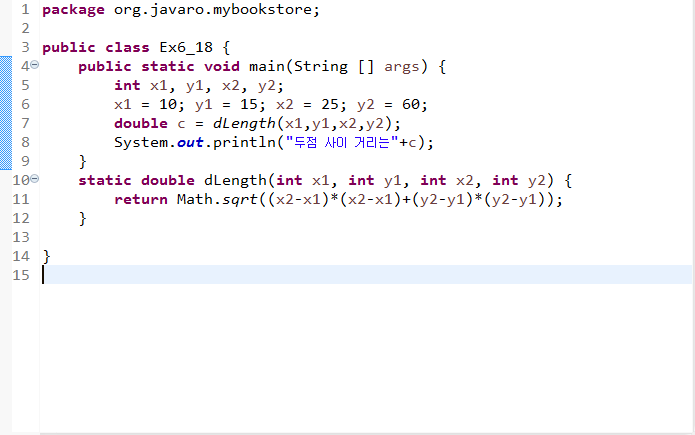 1 package org.javaro.mybookstore;
2
3 public class Ex6_18 {
4 public static void main(String [] args) {
5 int x1, y1, x2, y2;
6 x1 = 10; y1 = 15; x2 = 25; y2 = 60;
7 double c = dLength(x1,y1,x2,y2);
8 System.out.println("두점 사이 거리는"+c);
9 }
10 static double dLength(int x1, int y1, int x2, int y2) {
11 return Math.sqrt((x2-x1)*(x2-x1)+(y2-y1)*(y2-y1));
12 }
13
14 }
15